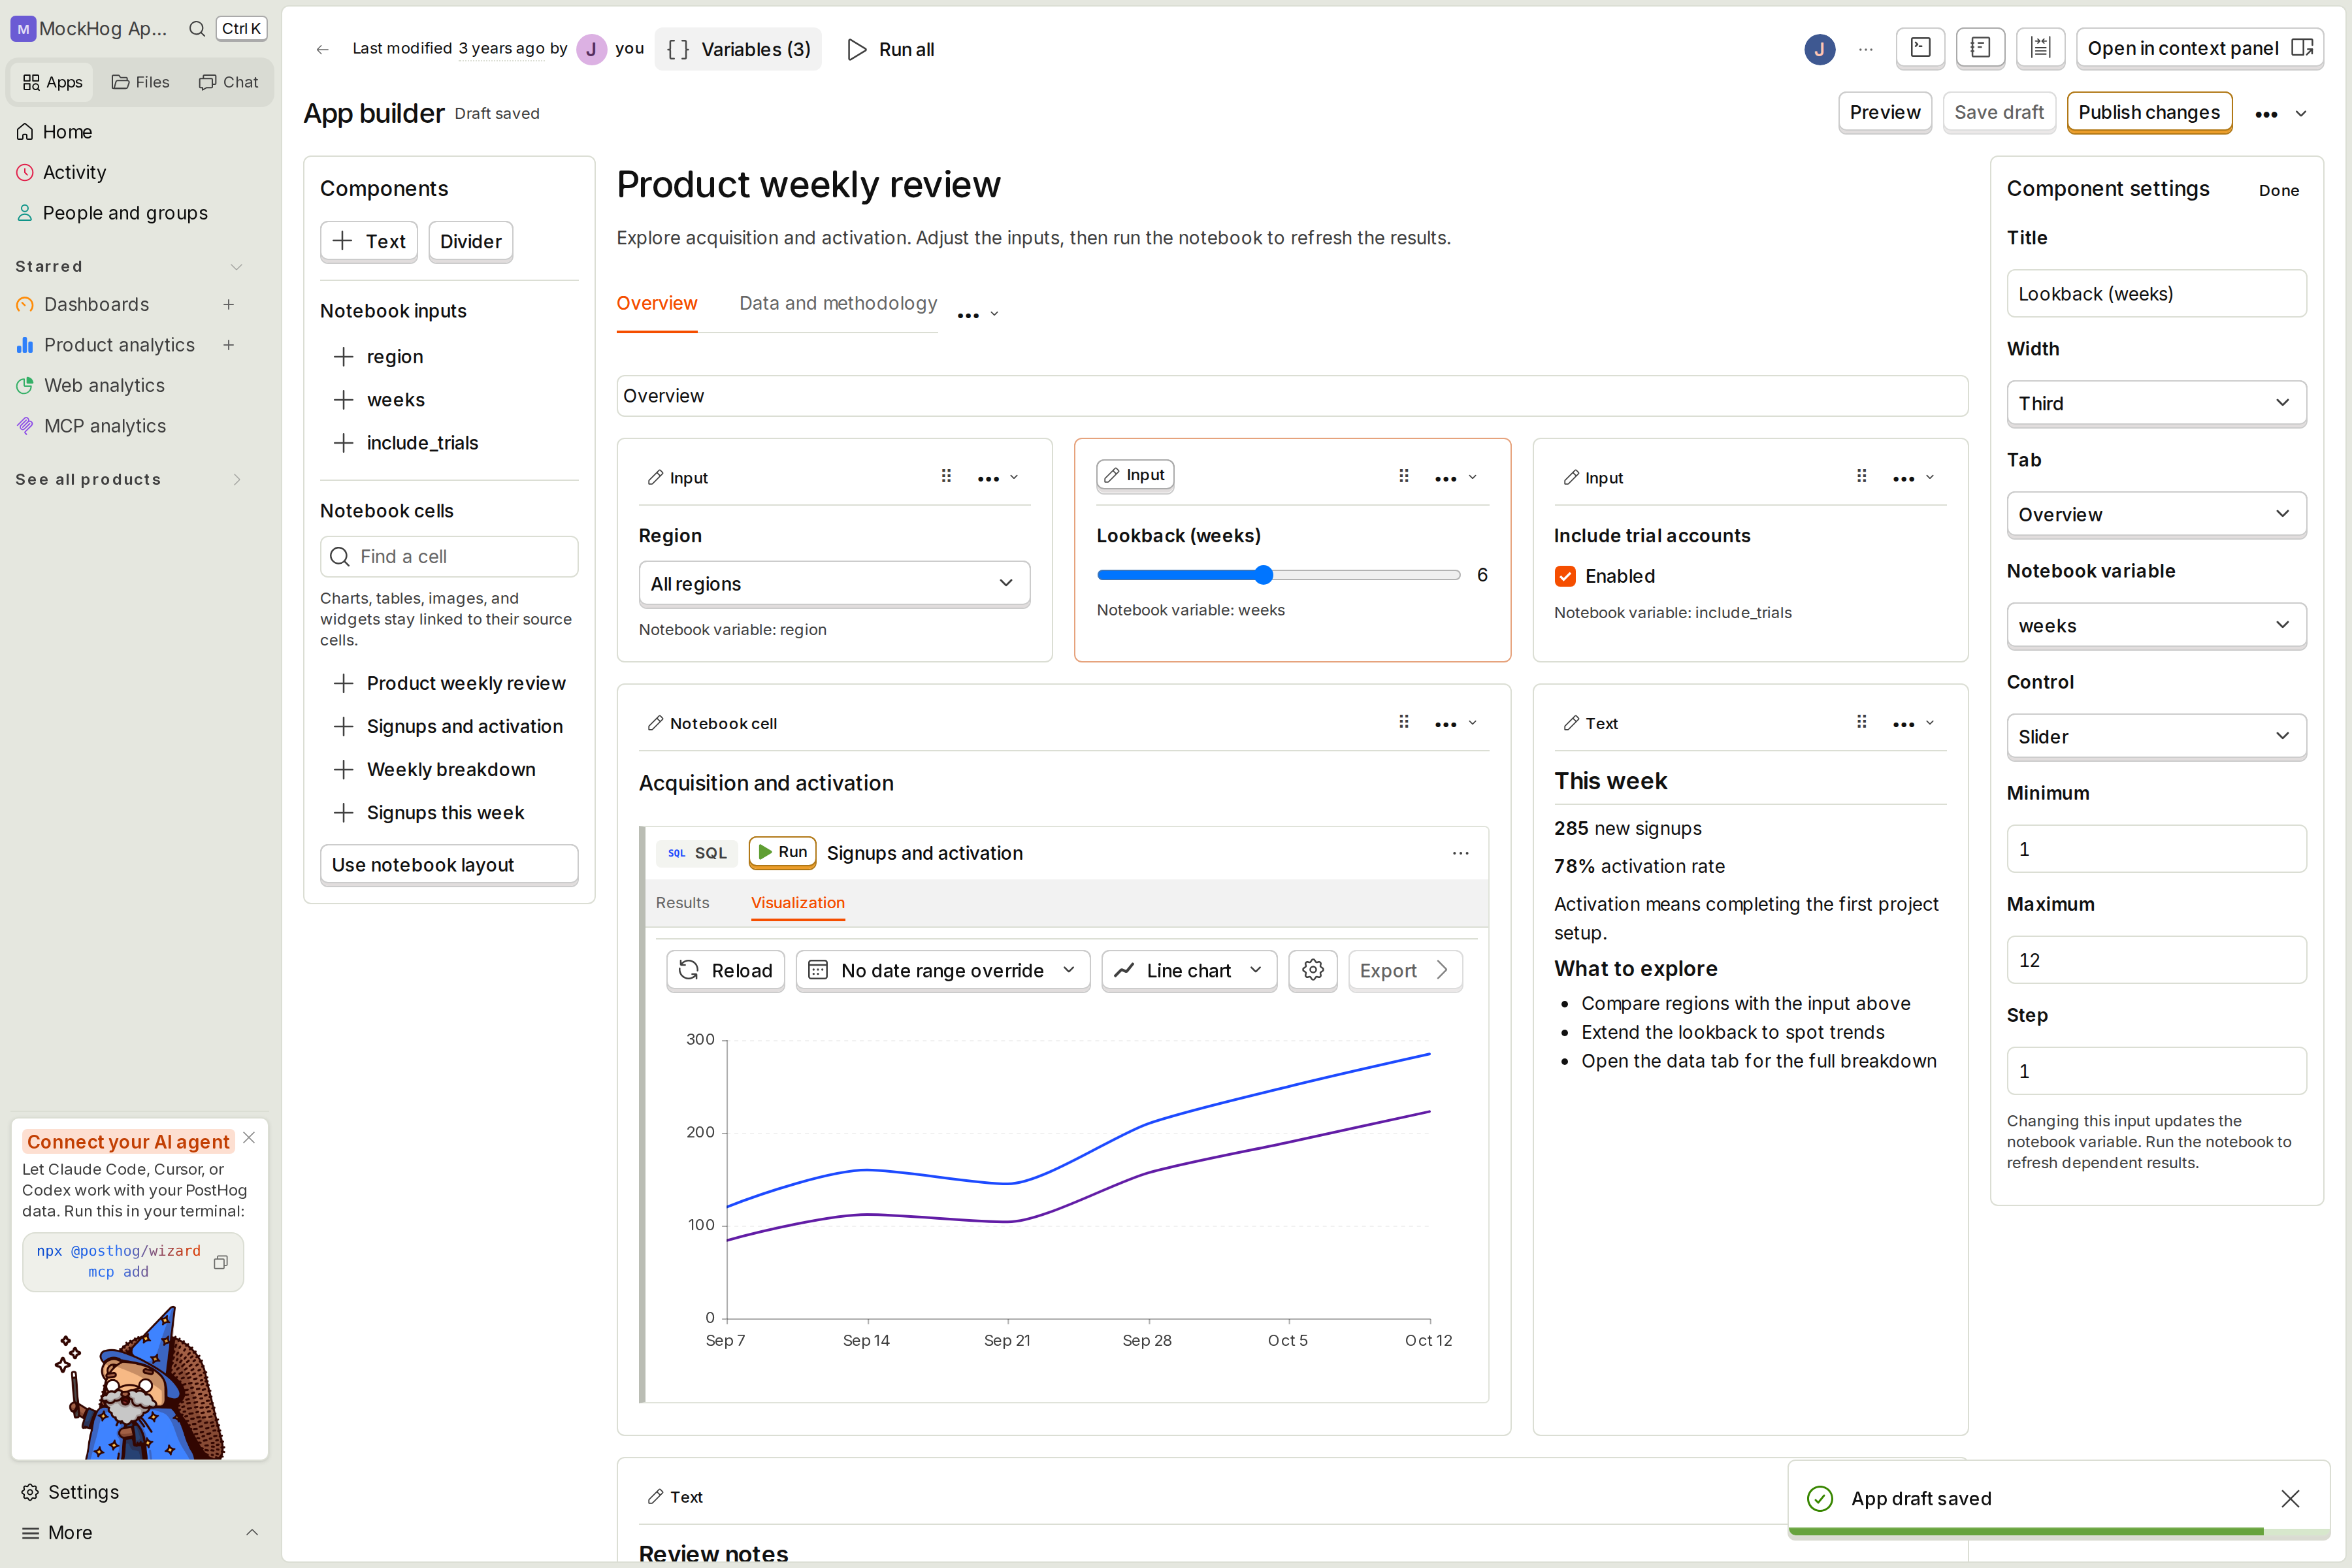 M MockHog Ap... Ctrl K
Apps Files Chat
Home
Activity
People and groups
Starred
Dashboards
Product analytics
Web analytics
MCP analytics
See all products
Connect your AI agent
Let Claude Code, Cursor, or
Codex work with your PostHog
data. Run this in your terminal:
npx @posthog/wizard
mcp add
Settings
More
Last modified 3 years ago by J you Variables (3) Run all
J Open in context panel
App builder Draft saved
Preview Save draft Publish changes
Components
Text Divider
Notebook inputs
region
weeks
include_trials
Notebook cells
Find a cell
Charts, tables, images, and
widgets stay linked to their source
cells.
Product weekly review
Signups and activation
Weekly breakdown
Signups this week
Use notebook layout
Product weekly review
Explore acquisition and activation. Adjust the inputs, then run the notebook to refresh the results.
Overview Data and methodology
Overview
Input
Region
All regions
Notebook variable: region
Input
Lookback (weeks)
6
Notebook variable: weeks
Input
Include trial accounts
Enabled
Notebook variable: include_trials
Notebook cell
Acquisition and activation
SQL SQL Run Signups and activation
Results Visualization
Reload No date range override Line chart Export
300
200
100
0
Sep 7 Sep 14 Sep 21 Sep 28 Oct 5 Oct 12
Text
This week
285 new signups
78% activation rate
Activation means completing the first project
setup.
What to explore
Compare regions with the input above
Extend the lookback to spot trends
Open the data tab for the full breakdown
Text
Review notes
Component settings Done
Title
Lookback (weeks)
Width
Third
Tab
Overview
Notebook variable
weeks
Control
Slider
Minimum
1
Maximum
12
Step
1
Changing this input updates the
notebook variable. Run the notebook to
refresh dependent results.
App draft saved